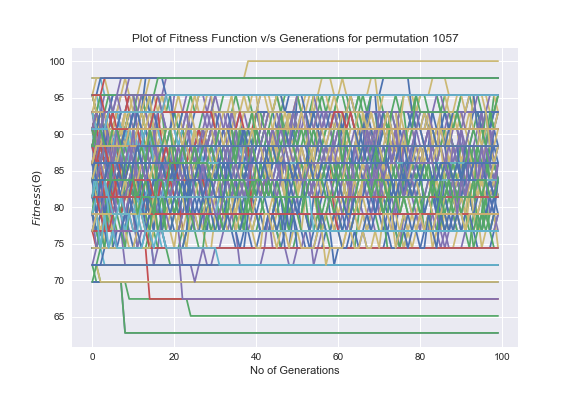 Plot of Fitness Function v/s Generations for permutation 1057
100
95
90
85
80
75
70
65
Fitness(Θ)
0 20 40 60 80 100
No of Generations